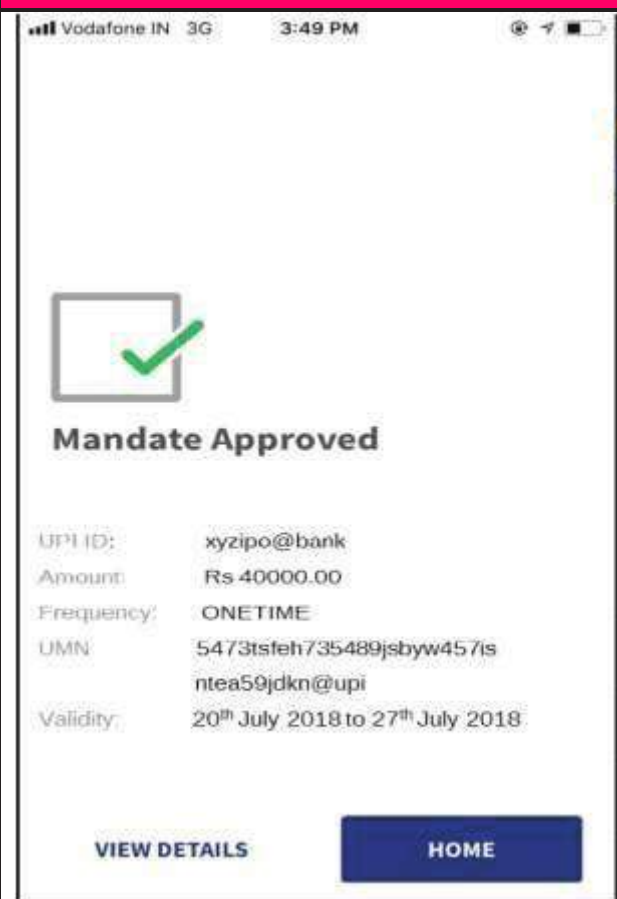 Vodafone IN 3G 3:49 PM
Mandate Approved
UPI ID: xyzipo@bank
Amount: Rs 40000.00
Frequency: ONETIME
UMN 5473tsfeh735489jsbyw457is
ntea59jdkn@upi
Validity: 20th July 2018 to 27th July 2018
VIEW DETAILS HOME